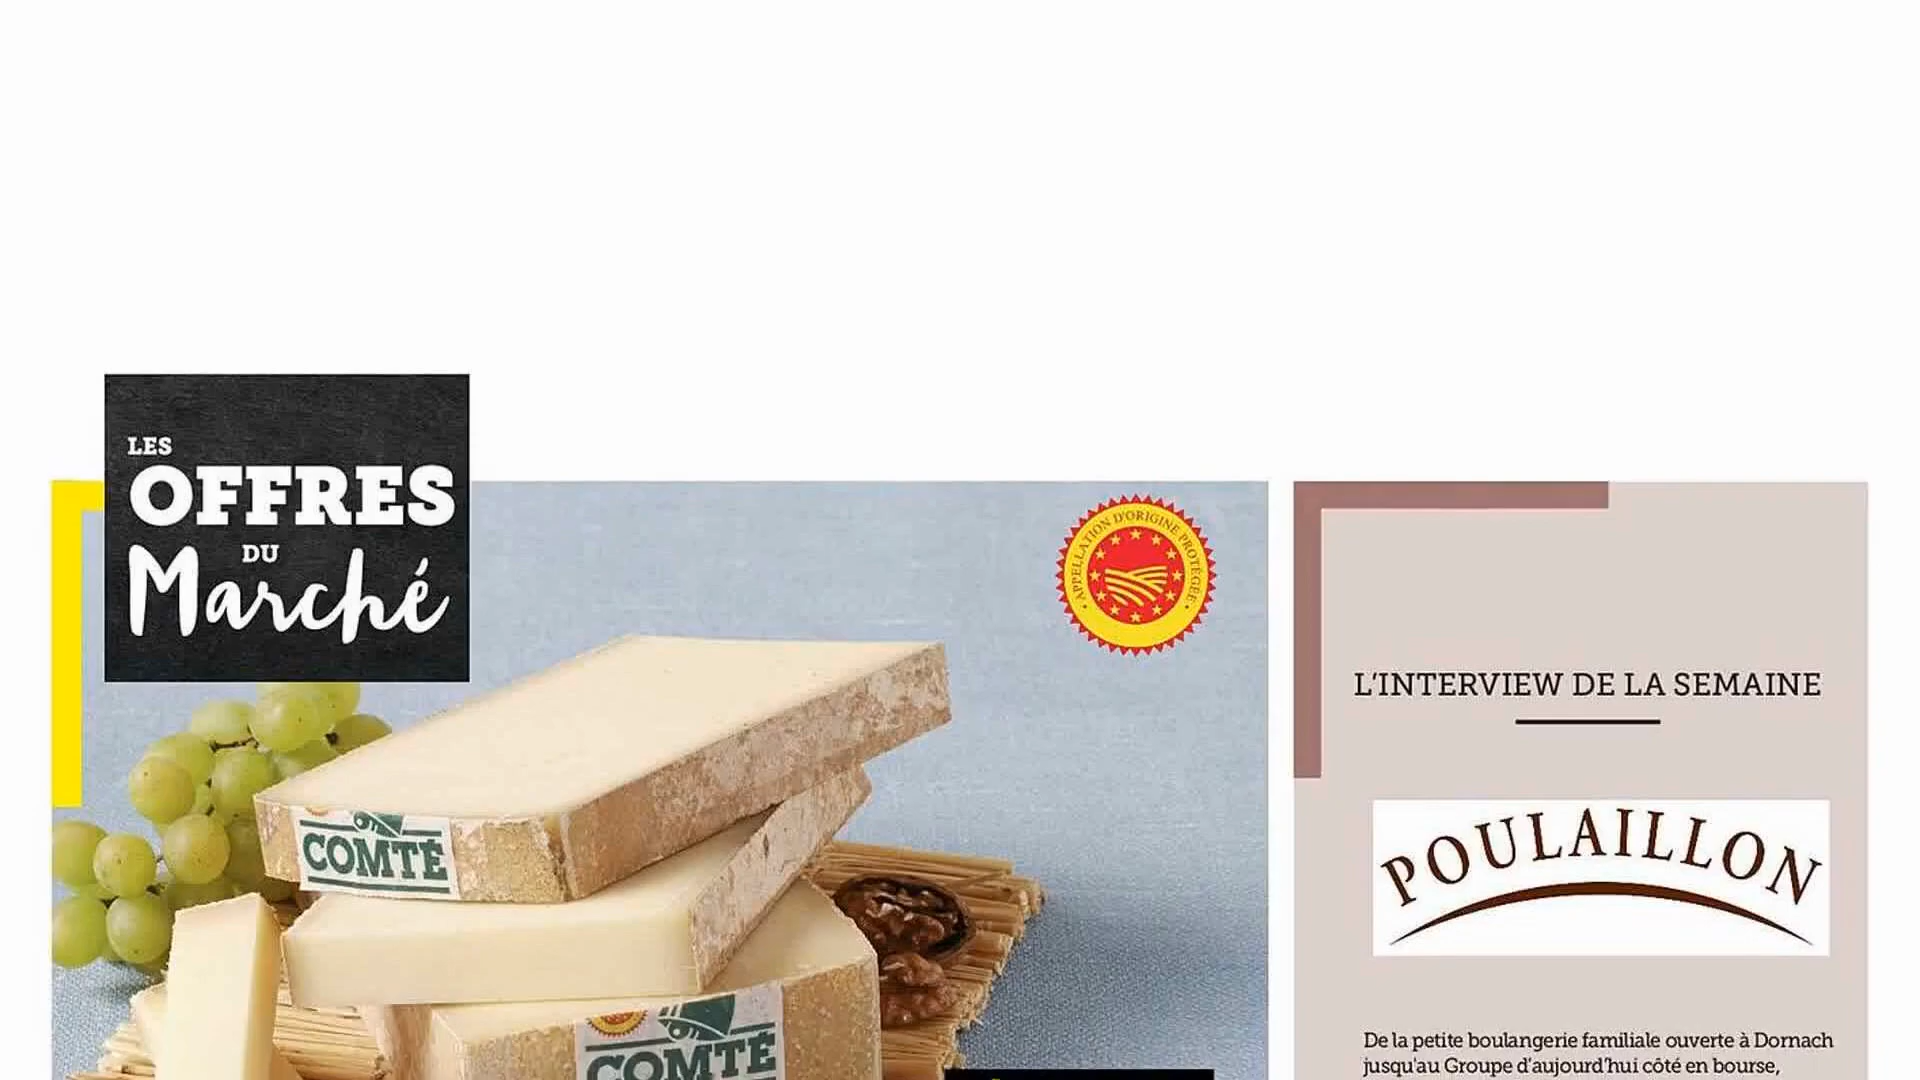 LES
OFFRES
DU
Marché
APPELLATION D'ORIGINE PROTÉGÉE
COMTÉ
COMTÉ
L'INTERVIEW DE LA SEMAINE
POULAILLON
De la petite boulangerie familiale ouverte à Dornach
jusqu'au Groupe d'aujourd'hui côté en bourse,